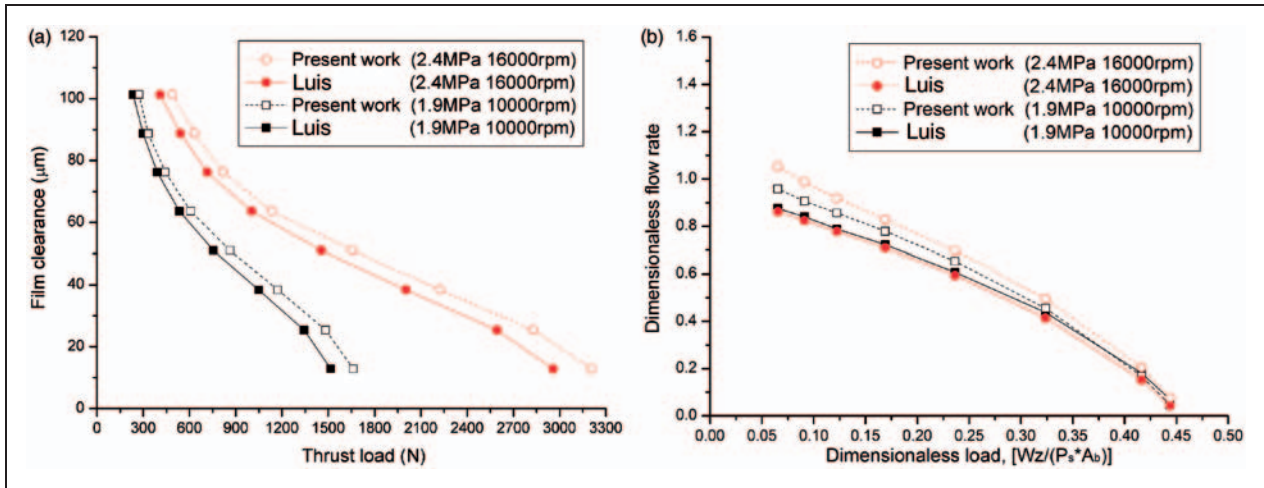 (a)
120
100
80
60
40
20
0
Film clearance (μm)
Present work (2.4MPa 16000rpm)
Luis (2.4MPa 16000rpm)
Present work (1.9MPa 10000rpm)
Luis (1.9MPa 10000rpm)
0 300 600 900 1200 1500 1800 2100 2400 2700 3000 3300
Thrust load (N)
(b)
1.6
1.4
1.2
1.0
0.8
0.6
0.4
0.2
0.0
Dimensionaless flow rate
Present work (2.4MPa 16000rpm)
Luis (2.4MPa 16000rpm)
Present work (1.9MPa 10000rpm)
Luis (1.9MPa 10000rpm)
0.00 0.05 0.10 0.15 0.20 0.25 0.30 0.35 0.40 0.45 0.50
Dimensionaless load, [Wz/(Ps*Ab)]